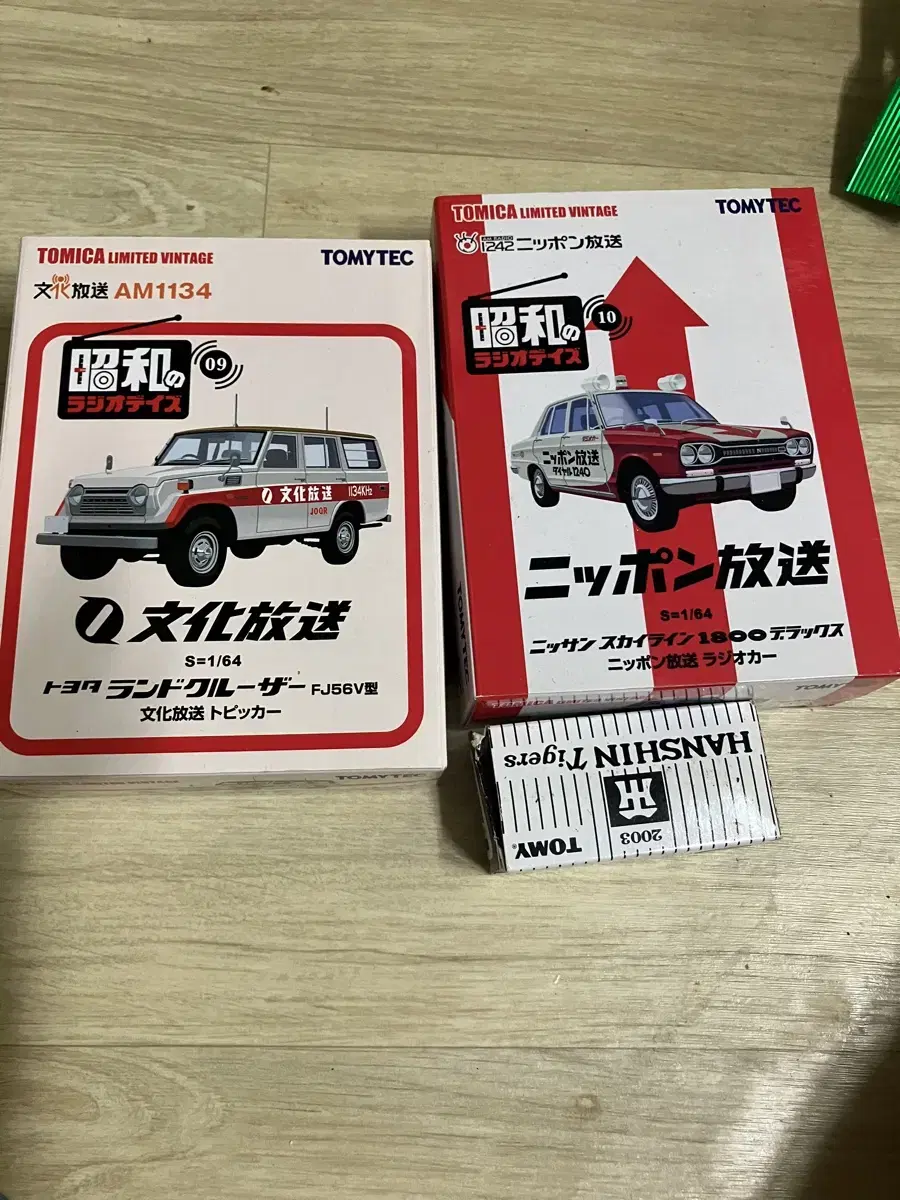 TOMICA LIMITED VINTAGE
TOMYTEC
文化放送 AM1134
昭和の
ラジオデイズ
09
文化放送
1134KHz
JOQR
文化放送
S=1/64
トヨタ ランドクルーザー FJ56V型
文化放送 トピッカー
TOMICA LIMITED VINTAGE
TOMYTEC
TOMICA LIMITED VINTAGE
TOMYTEC
AM RADIO
1242 ニッポン放送
昭和の
ラジオデイズ
10
ニッポン放送
ダイヤル1240
ニッポン放送
S=1/64
ニッサン スカイライン 1800 デラックス
ニッポン放送 ラジオカー
HANSHIN Tigers
2003
TOMY